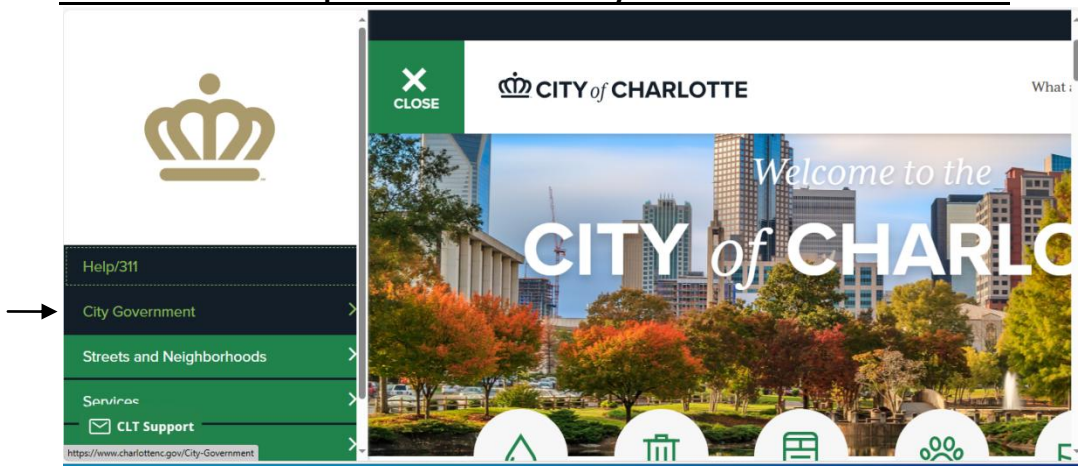 CLOSE
CITY of CHARLOTTE
What
Welcome to the
CITY of CHARLO
Help/311
City Government
Streets and Neighborhoods
Services
CLT Support
https://www.charlottenc.gov/City-Government